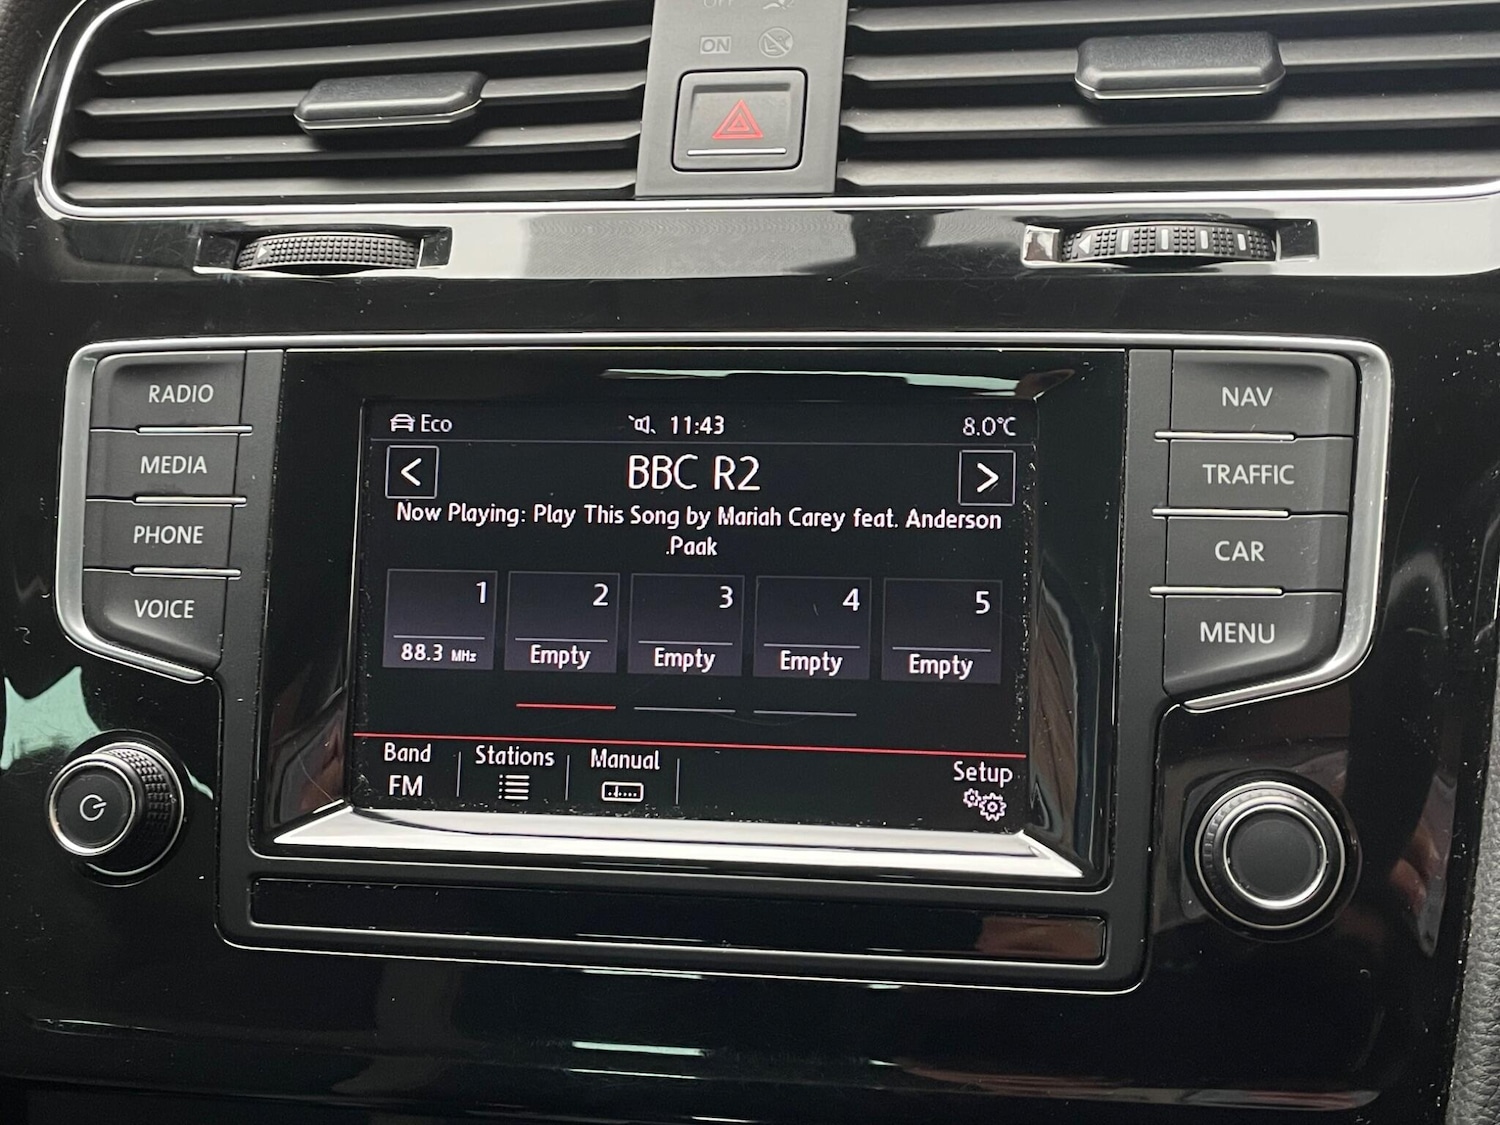 OFF
ON
RADIO
MEDIA
PHONE
VOICE
Eco
11:43
8.0°C
< BBC R2 >
Now Playing: Play This Song by Mariah Carey feat. Anderson
.Paak
1 2 3 4 5
88.3 MHz Empty Empty Empty Empty
Band Stations Manual Setup
FM
NAV
TRAFFIC
CAR
MENU